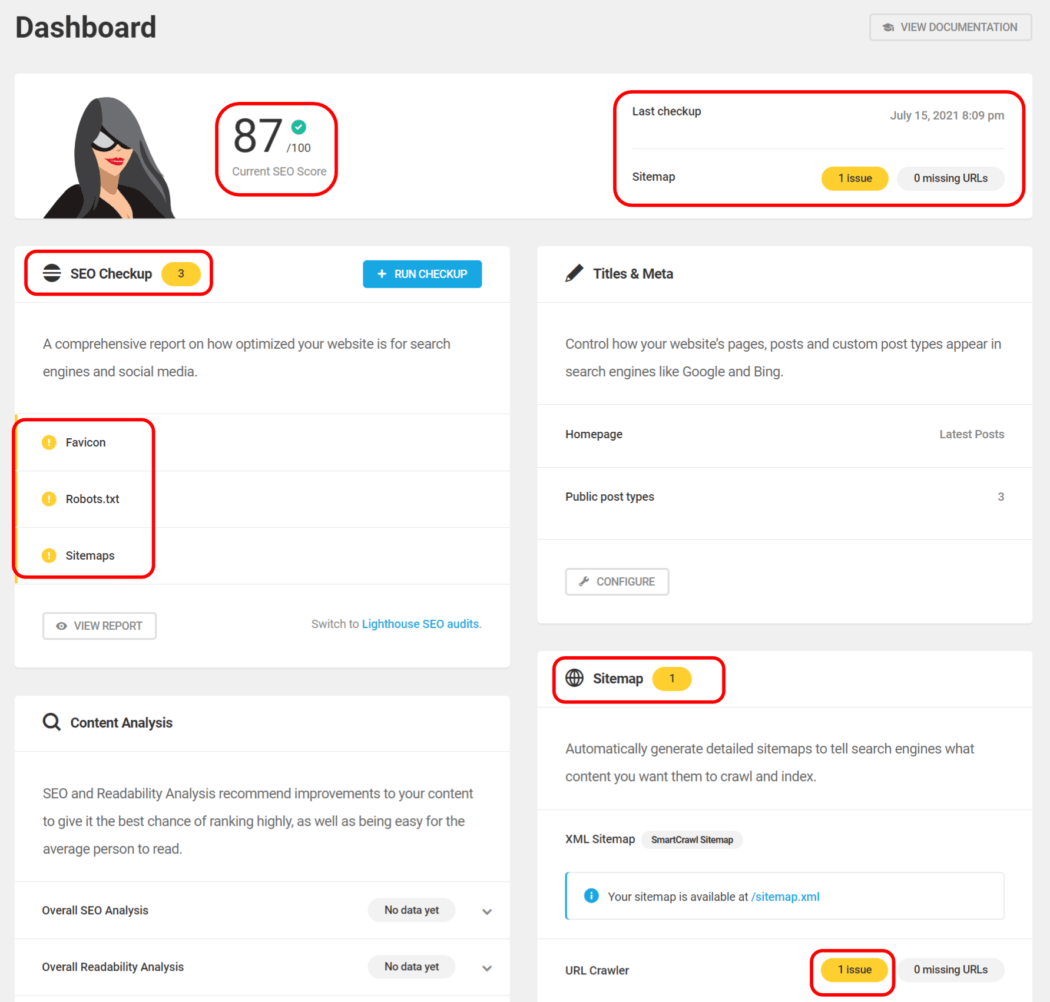 Dashboard
VIEW DOCUMENTATION
87 /100
Current SEO Score
Last checkup
July 15, 2021 8:09 pm
Sitemap
1 issue
0 missing URLs
SEO Checkup
3
+ RUN CHECKUP
A comprehensive report on how optimized your website is for search
engines and social media.
Favicon
Robots.txt
Sitemaps
VIEW REPORT
Switch to Lighthouse SEO audits.
Content Analysis
SEO and Readability Analysis recommend improvements to your content
to give it the best chance of ranking highly, as well as being easy for the
average person to read.
Overall SEO Analysis
No data yet
Overall Readability Analysis
No data yet
Titles & Meta
Control how your website's pages, posts and custom post types appear in
search engines like Google and Bing.
Homepage
Latest Posts
Public post types
3
CONFIGURE
Sitemap
1
Automatically generate detailed sitemaps to tell search engines what
content you want them to crawl and index.
XML Sitemap
SmartCrawl Sitemap
Your sitemap is available at /sitemap.xml
URL Crawler
1 issue
0 missing URLs